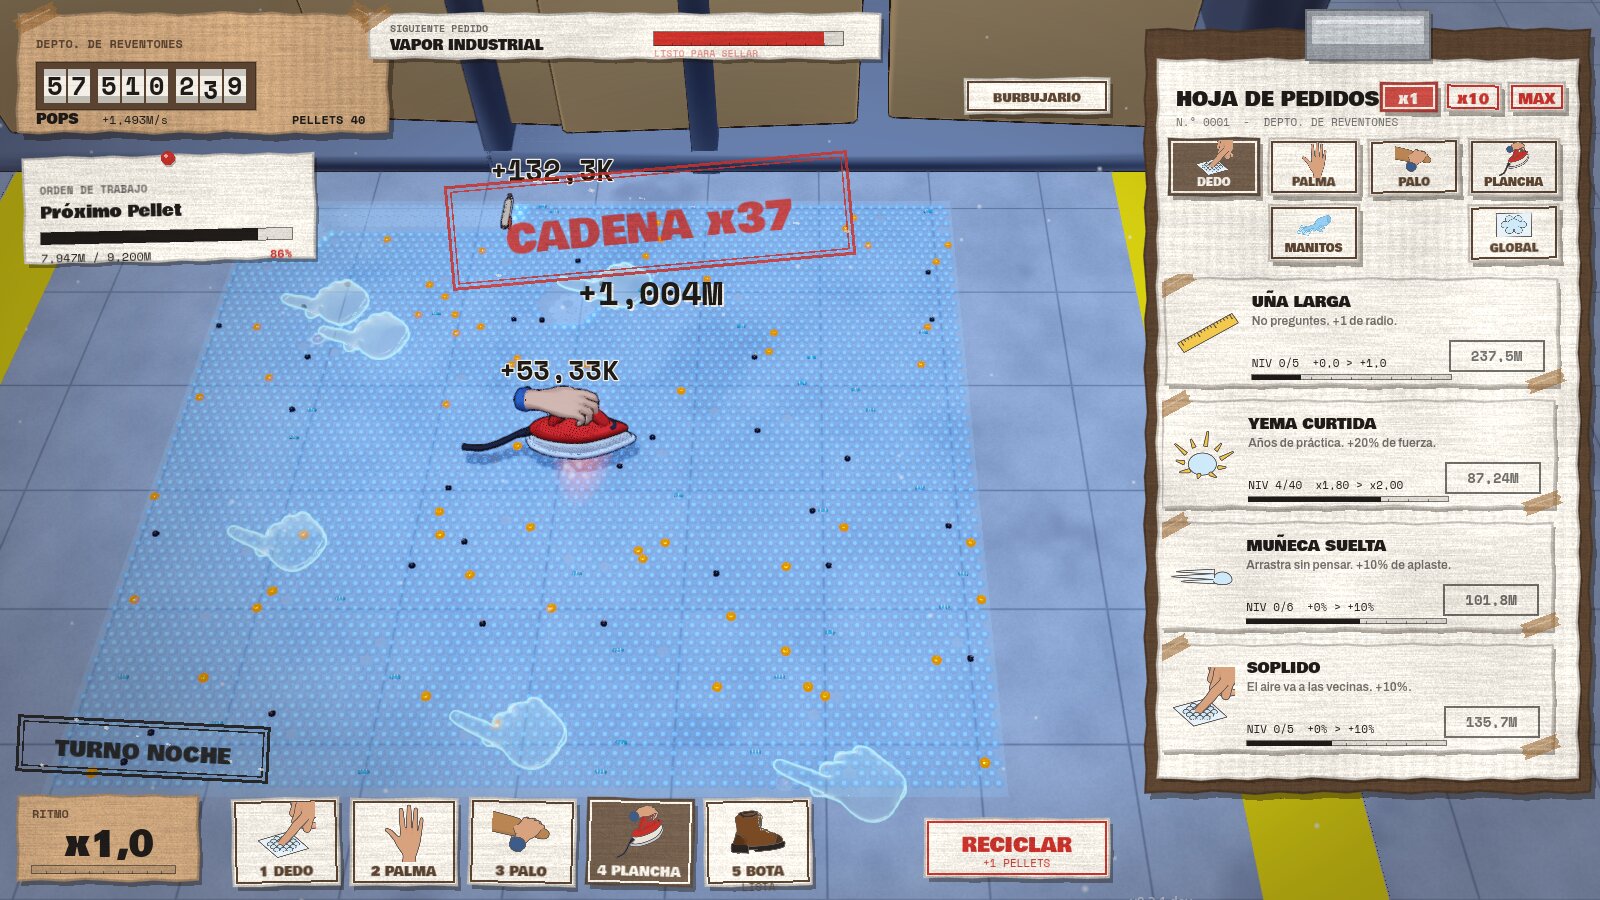 DEPTO. DE REVENTONES
57 510 239
POPS +1,493M/s PELLETS 40
SIGUIENTE PEDIDO
VAPOR INDUSTRIAL
LISTO PARA SELLAR
BURBUJARIO
ORDEN DE TRABAJO
Próximo Pellet
7,947M / 9,200M 86%
+132,3K
CADENA x37
+1,004M
+53,33K
HOJA DE PEDIDOS x1 x10 MAX
N.° 0001 - DEPTO. DE REVENTONES
DEDO PALMA PALO PLANCHA
MANITOS GLOBAL
UÑA LARGA
No preguntes. +1 de radio.
NIV 0/5 +0,0 > +1,0 237,5M
YEMA CURTIDA
Años de práctica. +20% de fuerza.
NIV 4/40 x1,80 > x2,00 87,24M
MUÑECA SUELTA
Arrastra sin pensar. +10% de aplaste.
NIV 0/6 +0% > +10% 101,8M
SOPLIDO
El aire va a las vecinas. +10%.
NIV 0/5 +0% > +10% 135,7M
TURNO NOCHE
RITMO
x1,0
1 DEDO 2 PALMA 3 PALO 4 PLANCHA 5 BOTA
LISTA
RECICLAR
+1 PELLETS